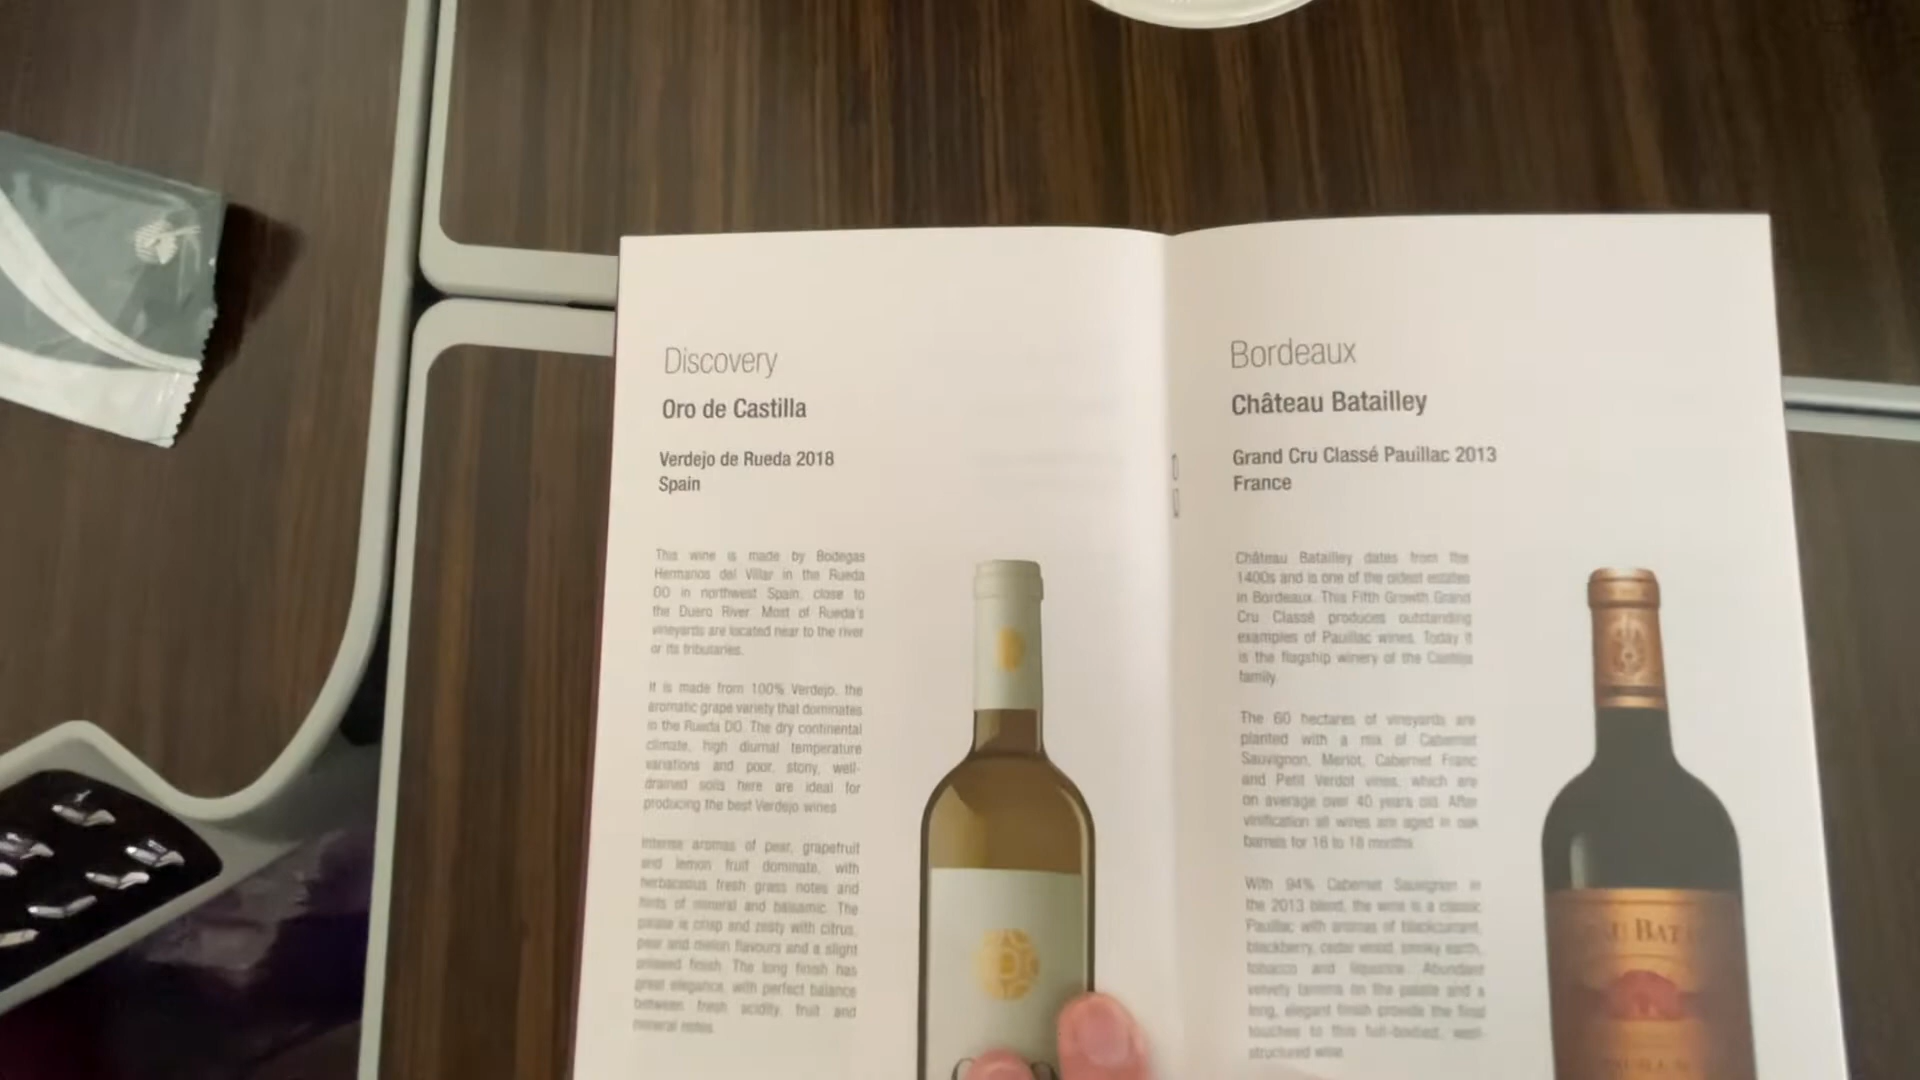 Discovery
Oro de Castilla
Verdejo de Rueda 2018
Spain
This wine is made by Bodegas
Hermanos del Villar in the Rueda
DO in northwest Spain, close to
the Duero River. Most of Rueda's
vineyards are located near to the river
or its tributaries.
It is made from 100% Verdejo, the
aromatic grape variety that dominates
in the Rueda DO. The dry continental
climate, high diurnal temperature
variations and poor, stony, well-
drained soils here are ideal for
producing the best Verdejo wines.
Intense aromas of pear, grapefruit
and lemon fruit dominate, with
herbaceous fresh grass notes and
hints of mineral and balsamic. The
palate is crisp and zesty with citrus,
pear and melon flavours and a slight
finish. The long finish has
great elegance, with perfect balance
between fresh acidity, fruit and
mineral notes.
Bordeaux
Château Batailley
Grand Cru Classé Pauillac 2013
France
Château Batailley dates from the
1400s and is one of the oldest estates
in Bordeaux. This Fifth Growth Grand
Cru Classé produces outstanding
examples of Pauillac wines. Today it
is the flagship winery of the Castéja
family.
The 60 hectares of vineyards are
planted with a mix of Cabernet
Sauvignon, Merlot, Cabernet Franc
and Petit Verdot vines, which are
on average over 40 years old. After
vinification all wines are aged in oak
barrels for 16 to 18 months.
With 94% Cabernet Sauvignon in
the 2013 blend, the wine is a classic
Pauillac with aromas of blackcurrant,
blackberry, cedar wood, smoky earth,
tobacco and liquorice. Abundant
velvety tannins on the palate and a
long, elegant finish provide the final
touches to this full-bodied, well-
structured wine.